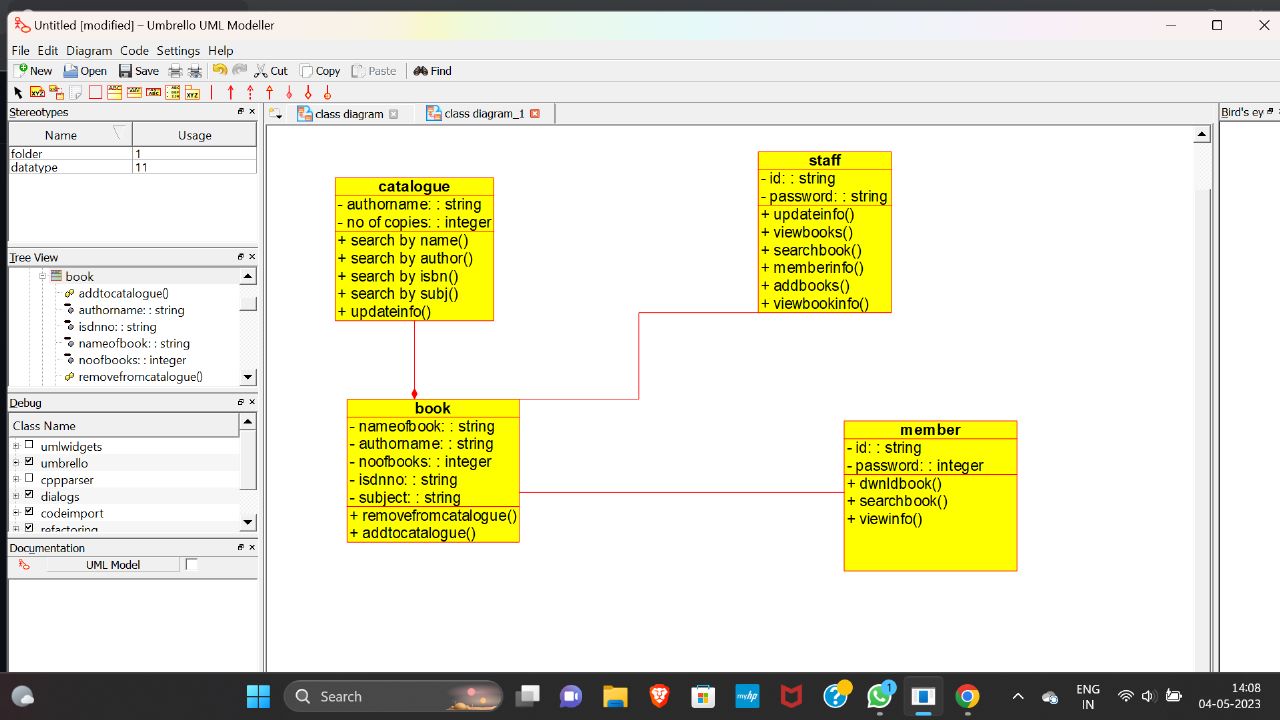 Untitled [modified] – Umbrello UML Modeller
File Edit Diagram Code Settings Help
New Open Save Cut Copy Paste Find
Stereotypes
Name Usage
folder 1
datatype 11
Tree View
book
addtocatalogue()
authorname: : string
isdnno: : string
nameofbook: : string
noofbooks: : integer
removefromcatalogue()
Debug
Class Name
umlwidgets
umbrello
cppparser
dialogs
codeimport
refactoring
Documentation
UML Model
class diagram
class diagram_1
Bird's ey
catalogue
- authorname: : string
- no of copies: : integer
+ search by name()
+ search by author()
+ search by isbn()
+ search by subj()
+ updateinfo()
staff
- id: : string
- password: : string
+ updateinfo()
+ viewbooks()
+ searchbook()
+ memberinfo()
+ addbooks()
+ viewbookinfo()
book
- nameofbook: : string
- authorname: : string
- noofbooks: : integer
- isdnno: : string
- subject: : string
+ removefromcatalogue()
+ addtocatalogue()
member
- id: : string
- password: : integer
+ dwnldbook()
+ searchbook()
+ viewinfo()
Search
myhp
1
ENG
IN
14:08
04-05-2023